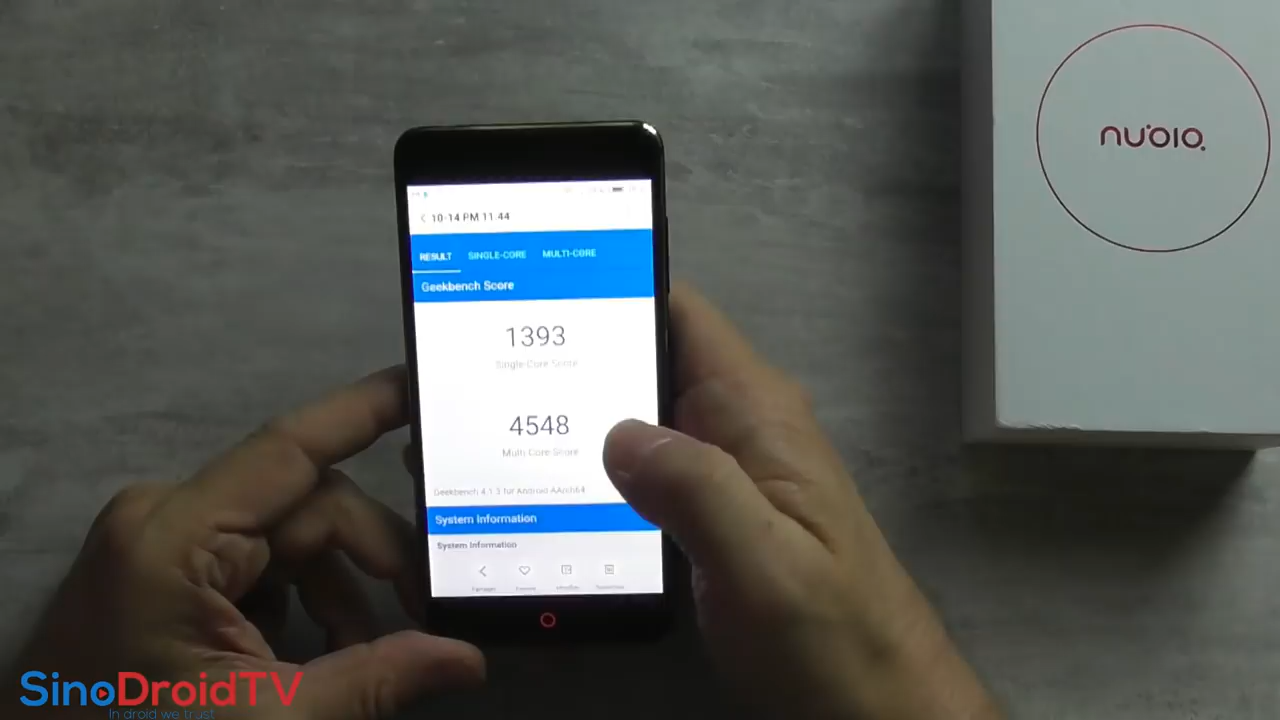 nubia
10-14 PM 11:44
RESULT SINGLE-CORE MULTI-CORE
Geekbench Score
1393
Single-Core Score
4548
Multi-Core Score
Geekbench 4.1.3 for Android AArch64
System Information
System Information
SinoDroidTV
In droid we trust